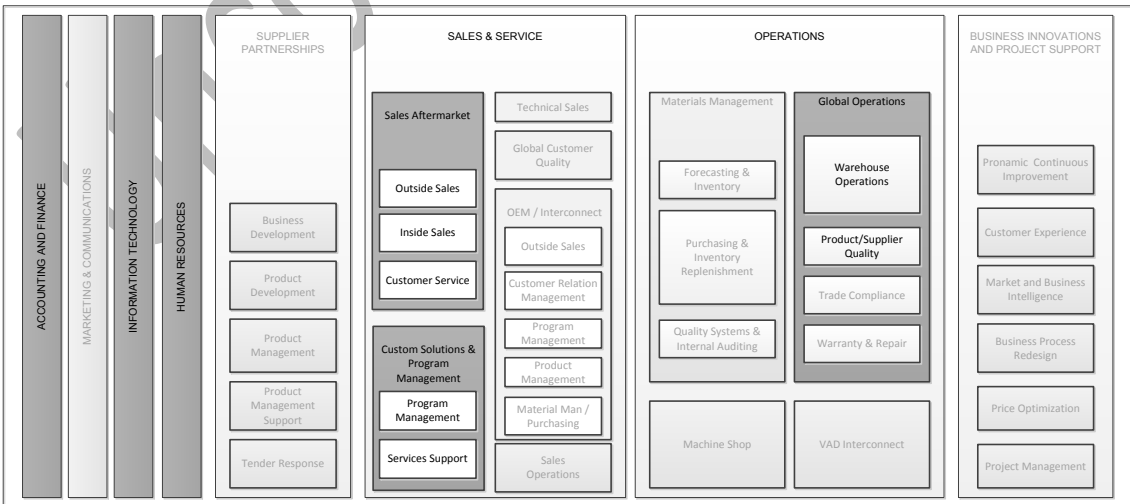 ACCOUNTING AND FINANCE
MARKETING & COMMUNICATIONS
INFORMATION TECHNOLOGY
HUMAN RESOURCES
SUPPLIER
PARTNERSHIPS
Business
Development
Product
Development
Product
Management
Product
Management
Support
Tender Response
SALES & SERVICE
Sales Aftermarket
Outside Sales
Inside Sales
Customer Service
Custom Solutions &
Program
Management
Program
Management
Services Support
Technical Sales
Global Customer
Quality
OEM / Interconnect
Outside Sales
Customer Relation
Management
Program
Management
Product
Management
Material Man /
Purchasing
Sales
Operations
OPERATIONS
Materials Management
Forecasting &
Inventory
Purchasing &
Inventory
Replenishment
Quality Systems &
Internal Auditing
Global Operations
Warehouse
Operations
Product/Supplier
Quality
Trade Compliance
Warranty & Repair
Machine Shop
VAD Interconnect
BUSINESS INNOVATIONS
AND PROJECT SUPPORT
Pronamic Continuous
Improvement
Customer Experience
Market and Business
Intelligence
Business Process
Redesign
Price Optimization
Project Management